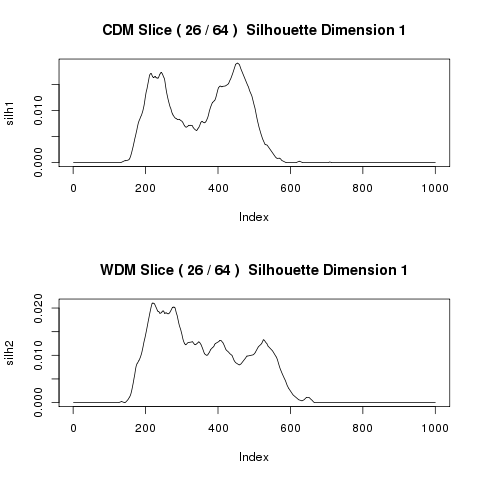 CDM Slice ( 26 / 64 )  Silhouette Dimension 1
silh1
0.010
0.000
0 200 400 600 800 1000
Index
WDM Slice ( 26 / 64 )  Silhouette Dimension 1
silh2
0.020
0.010
0.000
0 200 400 600 800 1000
Index